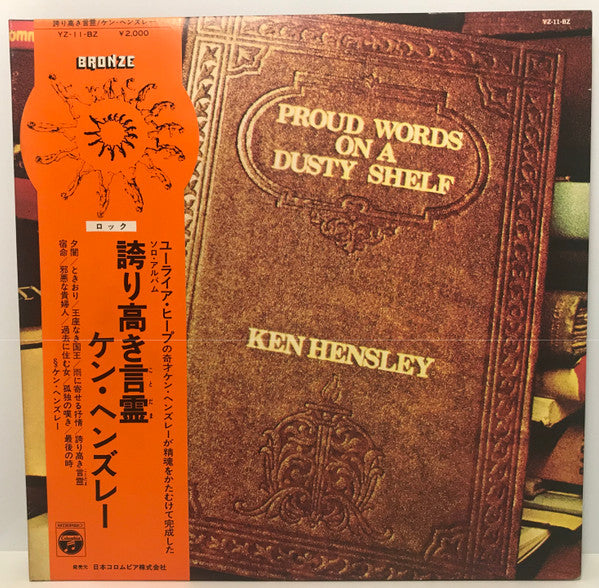 誇り高き言霊/ケン・ヘンズレー
YZ-11-BZ ￥2,000
BRONZE
ロック
ユーライア・ヒープの奇才ケン・ヘンズレーが精魂をかたむけて完成した
ソロ・アルバム
誇り高き言霊
ことだま
ケン・ヘンズレー
夕闇/ときおり/王座なき国王/雨に寄せる抒情/誇り高き言霊
宿命/邪悪な貴婦人/過去に住む女/孤独の嘆き/最後の時
§§ケン・ヘンズレー
Columbia
発売元 日本コロムビア株式会社
YZ-11-BZ
PROUD WORDS
ON A
DUSTY SHELF
KEN HENSLEY